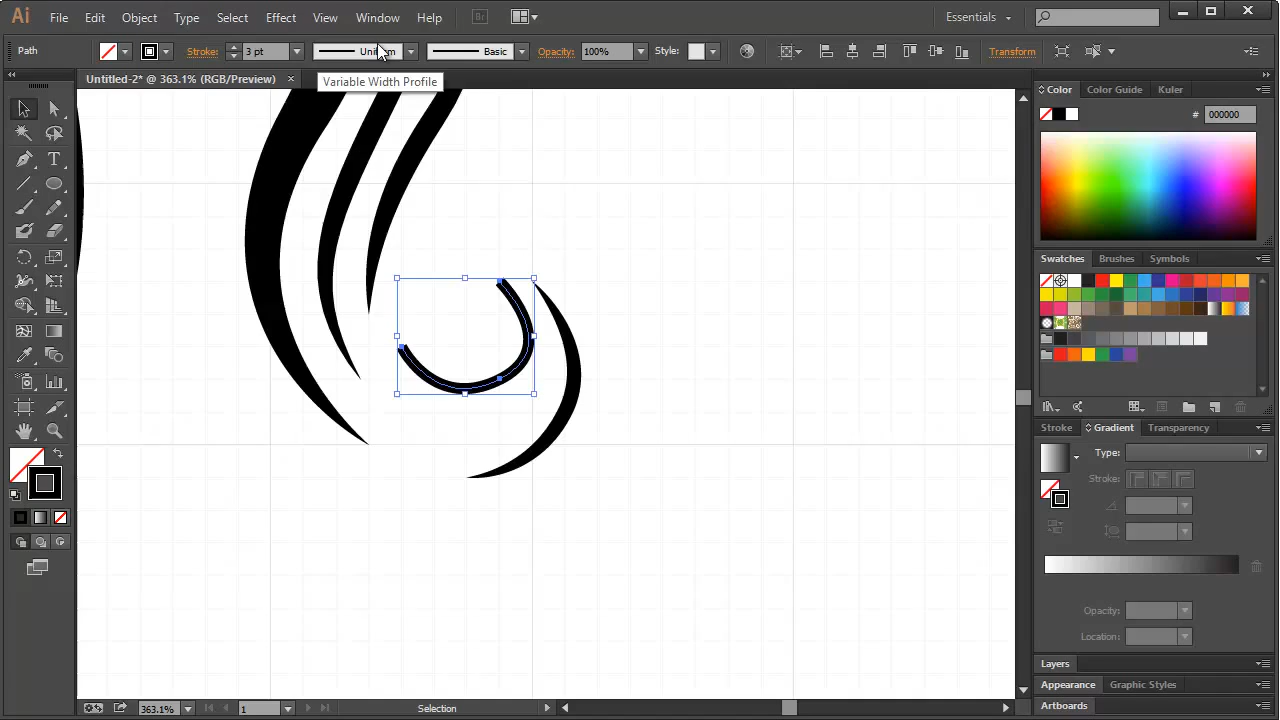 Ai File Edit Object Type Select Effect View Window Help Br Essentials
Path Stroke: 3 pt Uniform Basic Opacity: 100% Style: Transform
Untitled-2* @ 363.1% (RGB/Preview) ×
Variable Width Profile
Color Color Guide Kuler
# 000000
Swatches Brushes Symbols
Stroke Gradient Transparency
Type:
Stroke:
Opacity:
Location:
Layers
Appearance Graphic Styles
Artboards
363.1% 1 Selection